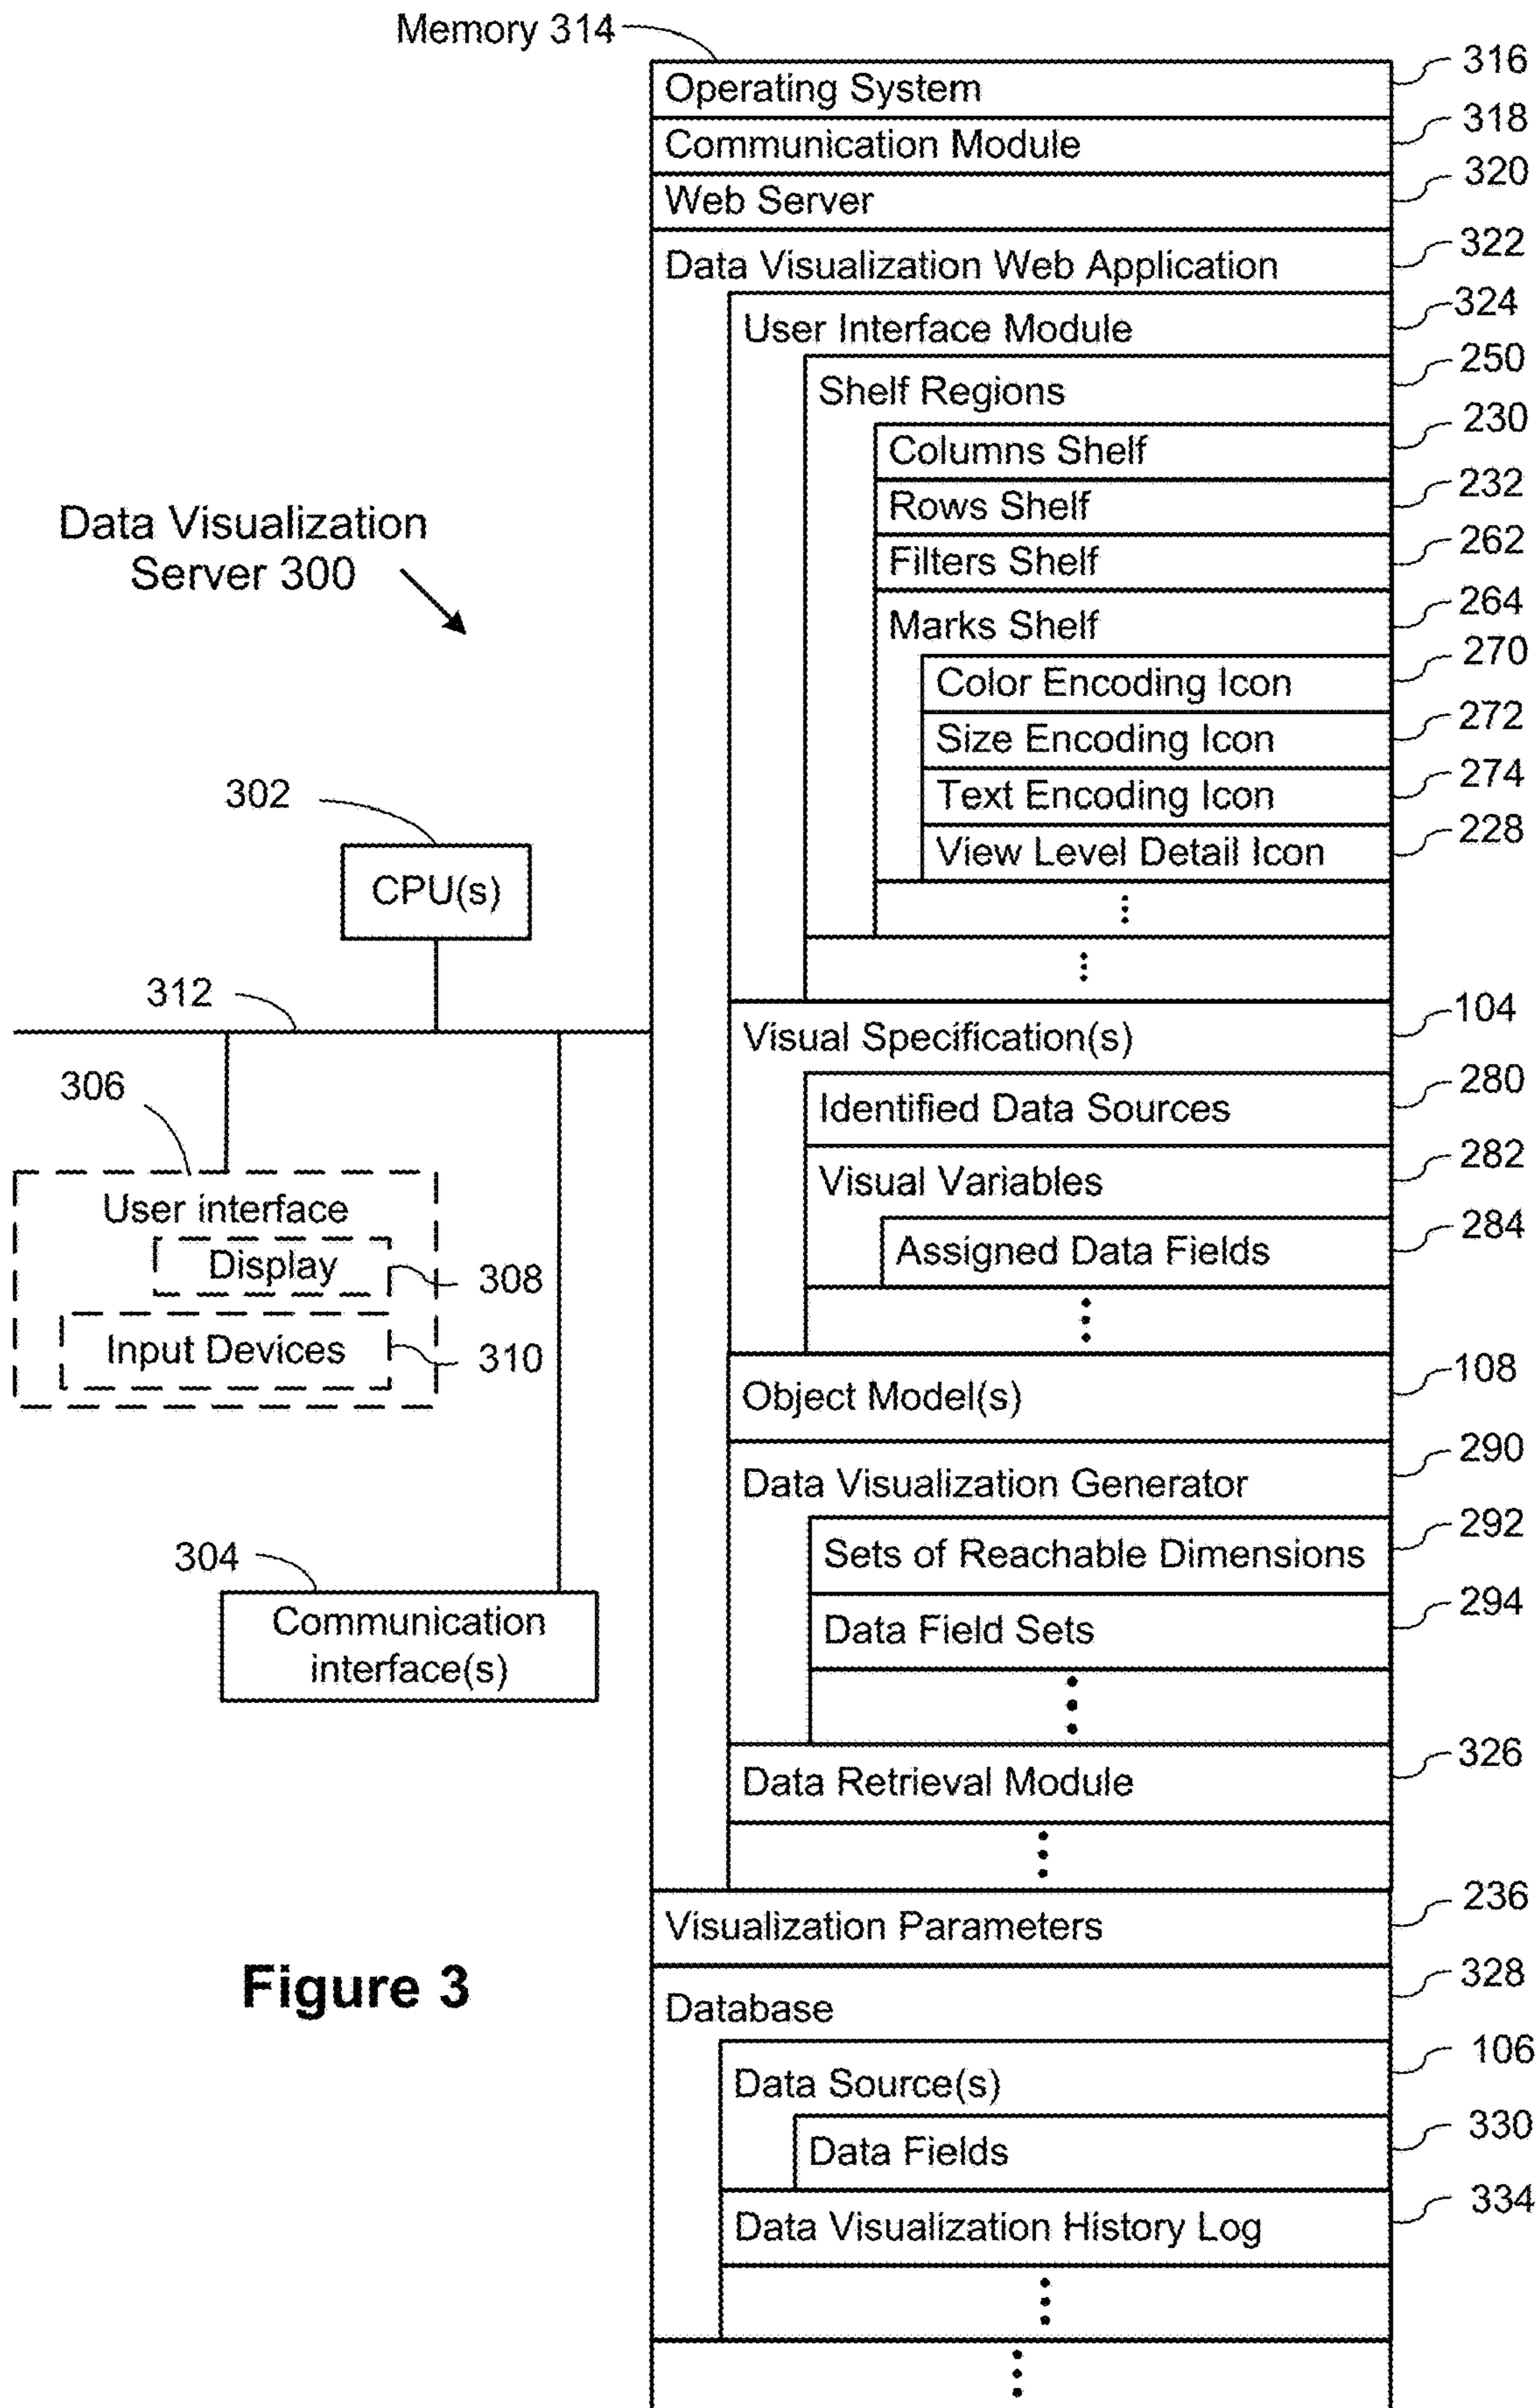 Memory 314
Operating System 316
Communication Module 318
Web Server 320
Data Visualization Web Application 322
User Interface Module 324
Shelf Regions 250
Columns Shelf 230
Rows Shelf 232
Filters Shelf 262
Marks Shelf 264
Color Encoding Icon 270
Size Encoding Icon 272
Text Encoding Icon 274
View Level Detail Icon 228
Visual Specification(s) 104
Identified Data Sources 280
Visual Variables 282
Assigned Data Fields 284
Object Model(s) 108
Data Visualization Generator 290
Sets of Reachable Dimensions 292
Data Field Sets 294
Data Retrieval Module 326
Visualization Parameters 236
Database 328
Data Source(s) 106
Data Fields 330
Data Visualization History Log 334
Data Visualization
Server 300
302
CPU(s)
312
306
User interface
Display 308
Input Devices 310
304
Communication
interface(s)
Figure 3